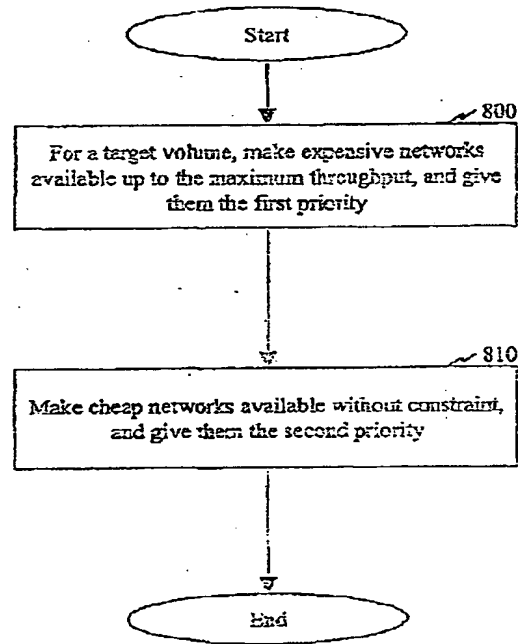 Start
800
For a target volume, make expensive networks
available up to the maximum throughput, and give
them the first priority
810
Make cheap networks available without constraint,
and give them the second priority
End